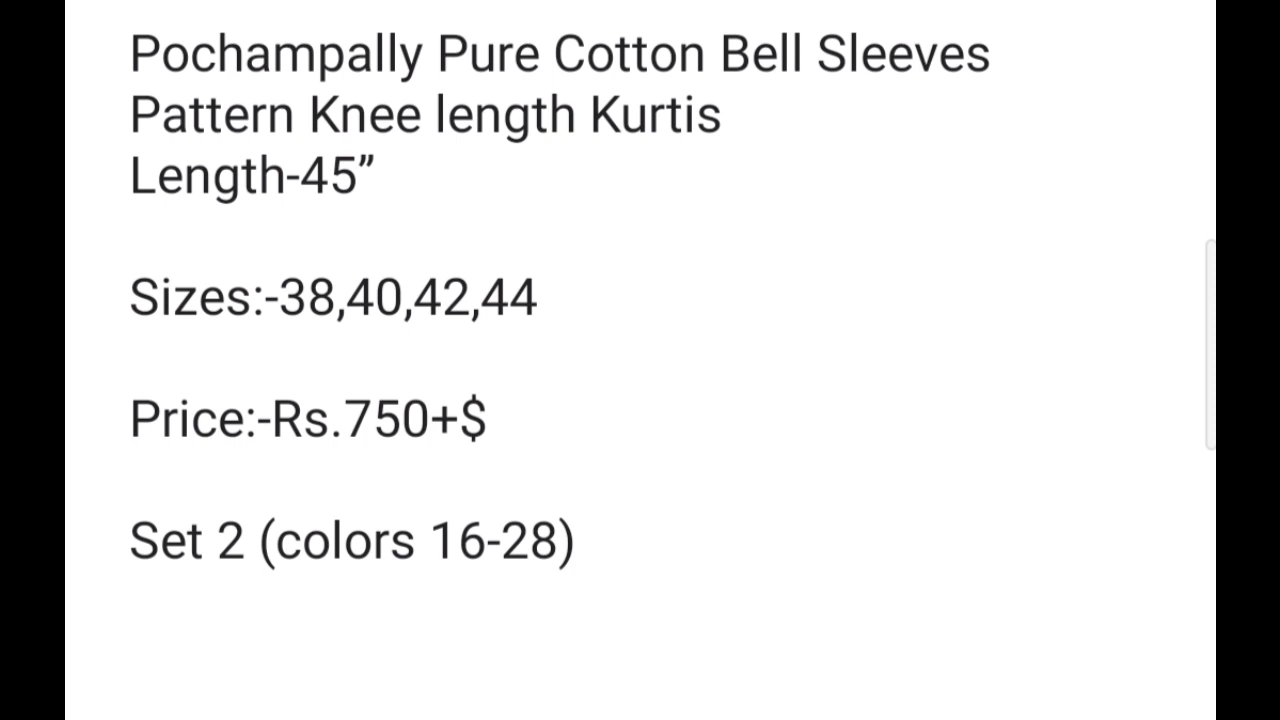 Pochampally Pure Cotton Bell Sleeves
Pattern Knee length Kurtis
Length-45”
Sizes:-38,40,42,44
Price:-Rs.750+$
Set 2 (colors 16-28)